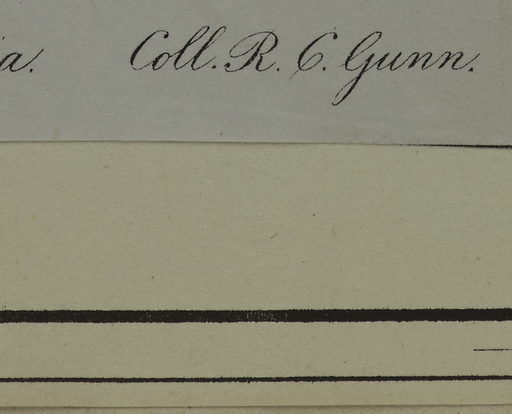 a. Coll. R. C. Gunn.